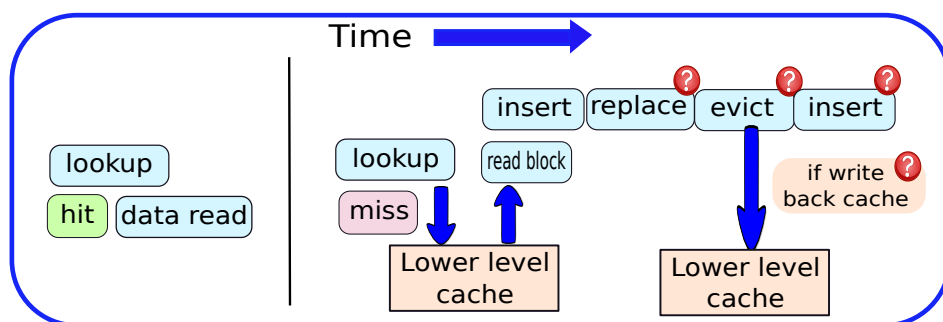 Time
insert replace ? evict ? insert ?
lookup
hit data read
lookup
miss
read block
if write ?
back cache
Lower level
cache
Lower level
cache